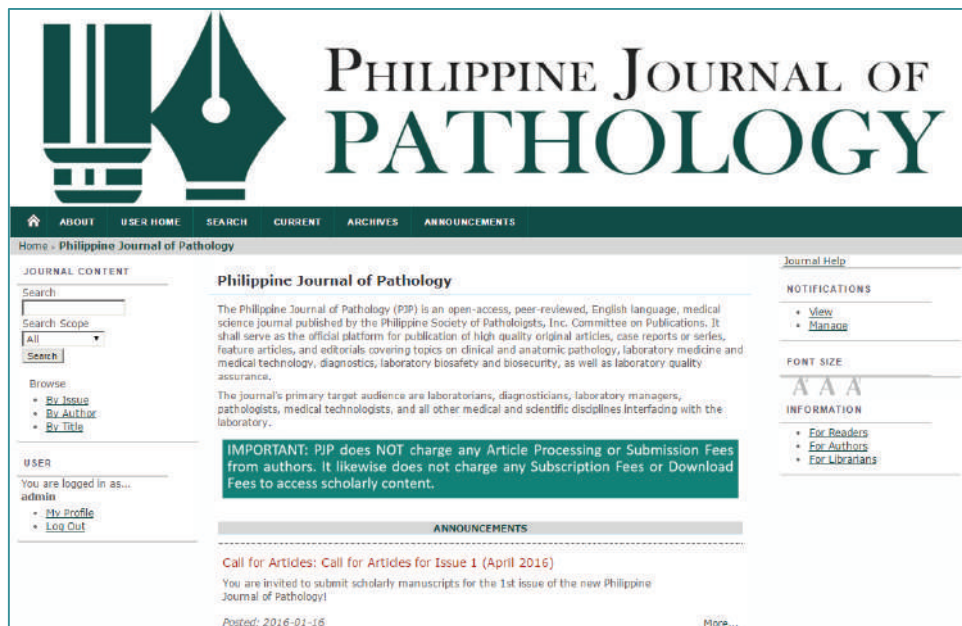 PHILIPPINE JOURNAL OF
PATHOLOGY
ABOUT USER HOME SEARCH CURRENT ARCHIVES ANNOUNCEMENTS
Home » Philippine Journal of Pathology
JOURNAL CONTENT
Search
Search Scope
All
Search
Browse
• By Issue
• By Author
• By Title
USER
You are logged in as...
admin
• My Profile
• Log Out
Philippine Journal of Pathology
The Philippine Journal of Pathology (PJP) is an open-access, peer-reviewed, English language, medical
science journal published by the Philippine Society of Pathologists, Inc. Committee on Publications. It
shall serve as the official platform for publication of high quality original articles, case reports or series,
feature articles, and editorials covering topics on clinical and anatomic pathology, laboratory medicine and
medical technology, diagnostics, laboratory biosafety and biosecurity, as well as laboratory quality
assurance.
The journal's primary target audience are laboratorians, diagnosticians, laboratory managers,
pathologists, medical technologists, and all other medical and scientific disciplines interfacing with the
laboratory.
IMPORTANT: PJP does NOT charge any Article Processing or Submission Fees
from authors. It likewise does not charge any Subscription Fees or Download
Fees to access scholarly content.
ANNOUNCEMENTS
Call for Articles: Call for Articles for Issue 1 (April 2016)
You are invited to submit scholarly manuscripts for the 1st issue of the new Philippine
Journal of Pathology!
Posted: 2016-01-16 More...
Journal Help
NOTIFICATIONS
• View
• Manage
FONT SIZE
A A A
INFORMATION
• For Readers
• For Authors
• For Librarians